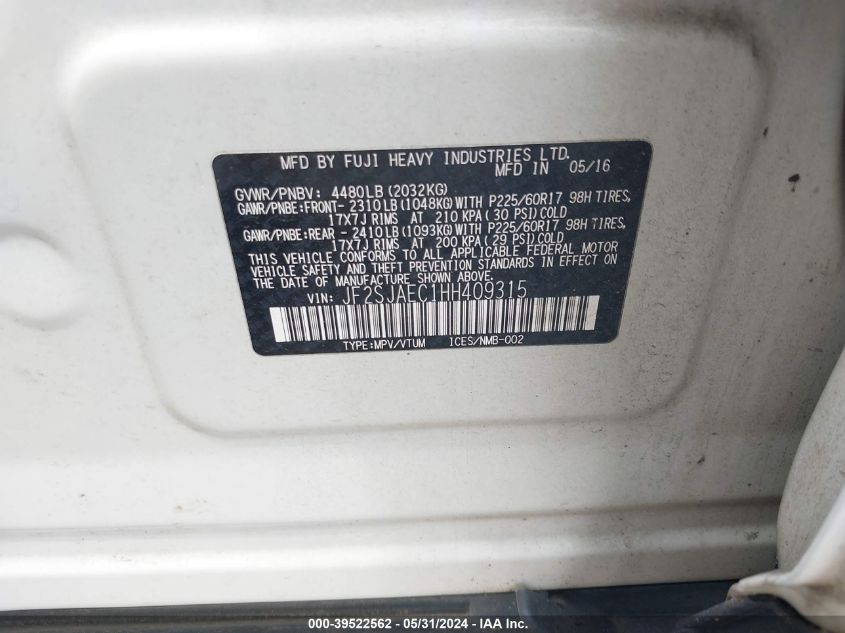 MFD BY FUJI HEAVY INDUSTRIES LTD.
MFD IN 05/16
GVWR/PNBV: 4480LB (2032KG)
GAWR/PNBE:FRONT- 2310LB (1048KG)WITH P225/60R17 98H TIRES,
17X7J RIMS AT 210 KPA ( 30 PSI)COLD
GAWR/PNBE:REAR - 2410LB (1093KG)WITH P225/60R17 98H TIRES,
17X7J RIMS AT 200 KPA ( 29 PSI)COLD
THIS VEHICLE CONFORMS TO ALL APPLICABLE FEDERAL MOTOR
VEHICLE SAFETY AND THEFT PREVENTION STANDARDS IN EFFECT ON
THE DATE OF MANUFACTURE SHOWN ABOVE.
VIN: JF2SJAEC1HH409315
TYPE:MPV/VTUM ICES/NMB-002
000-39522562 - 05/31/2024 - IAA Inc.